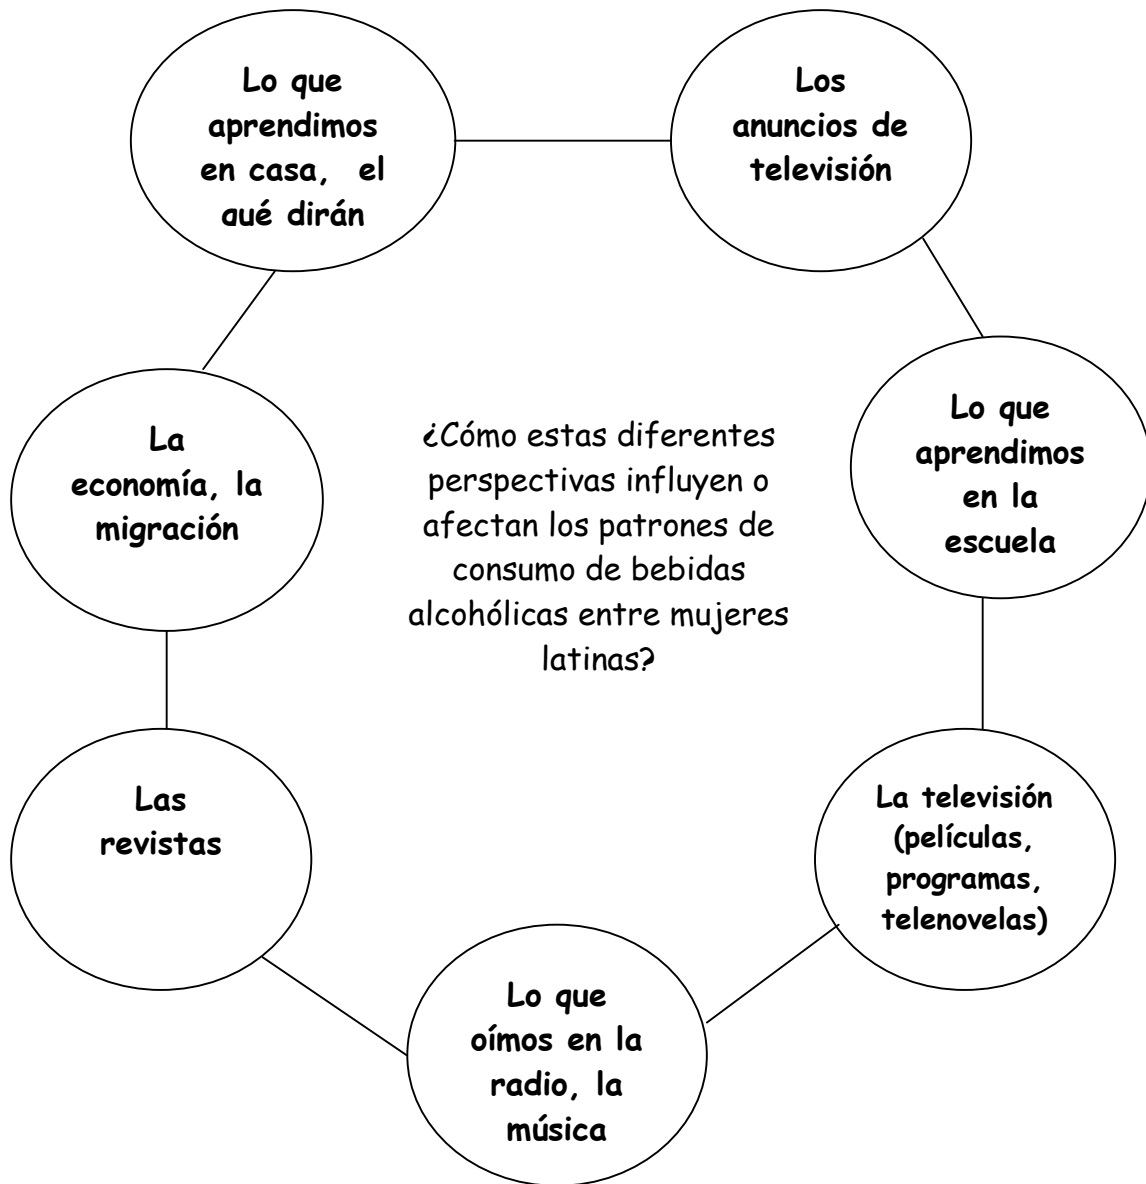 Lo que
aprendimos
en casa, el
aué dirán
Los
anuncios de
televisión
Lo que
aprendimos
en la
escuela
La
economía, la
migración
¿Cómo estas diferentes
perspectivas influyen o
afectan los patrones de
consumo de bebidas
alcohólicas entre mujeres
latinas?
Las
revistas
La televisión
(películas,
programas,
telenovelas)
Lo que
oímos en la
radio, la
música